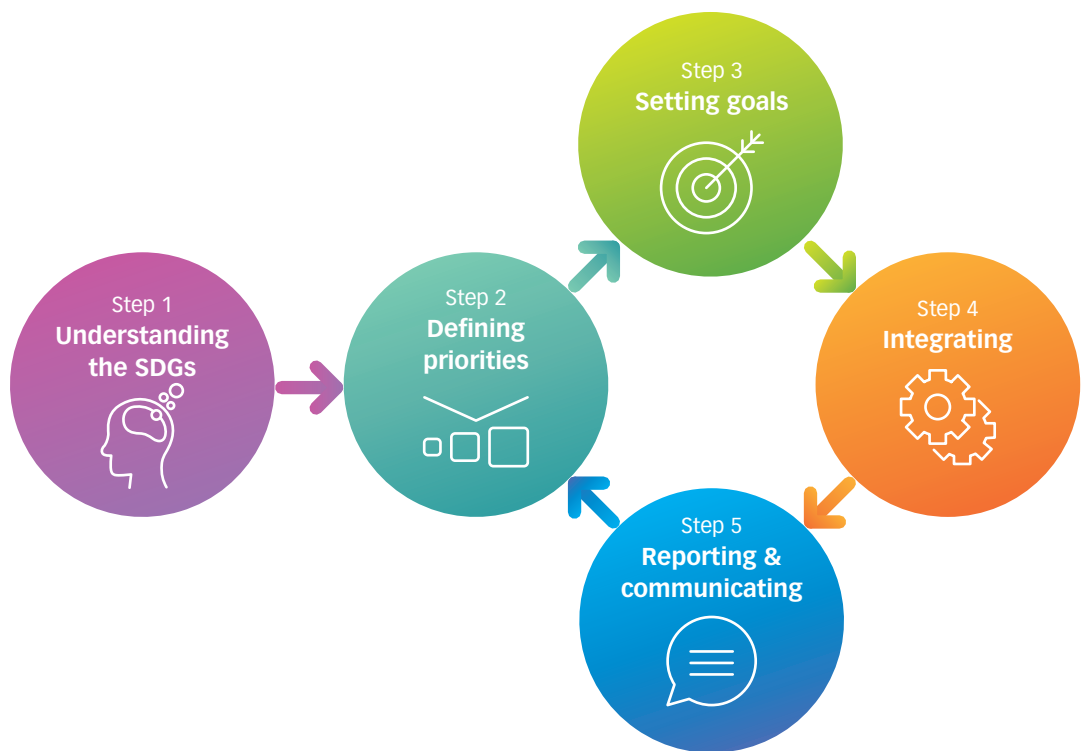 Step 1
Understanding
the SDGs
Step 2
Defining
priorities
Step 3
Setting goals
Step 4
Integrating
Step 5
Reporting &
communicating